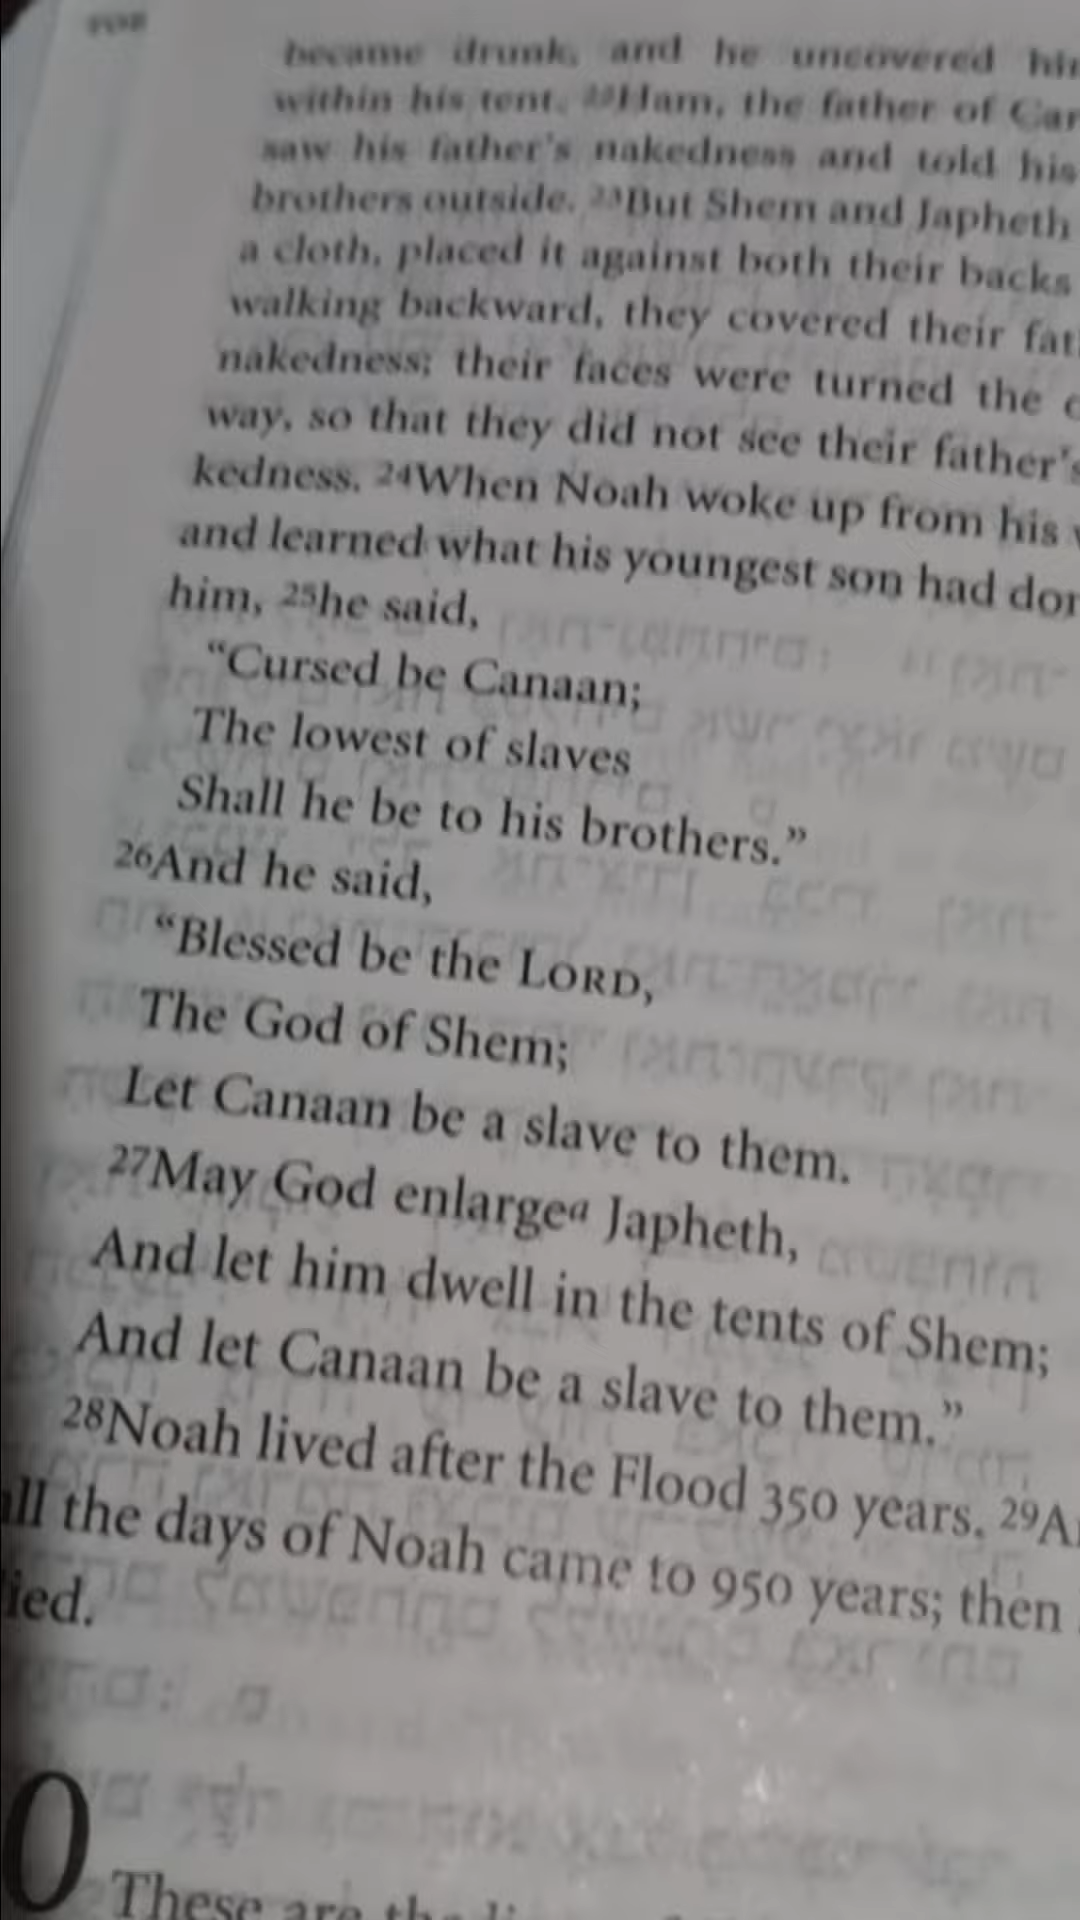 became drunk, and he uncovered
within his tent. 22Ham, the father of
saw his father's nakedness and told his
brothers outside. 23But Shem and Japheth
a cloth, placed it against both their backs
walking backward, they covered their
nakedness; their faces were turned the
way, so that they did not see their father's
kedness. 24When Noah woke up from his
and learned what his youngest son had
him, 25he said,
“Cursed be Canaan;
The lowest of slaves
Shall he be to his brothers.”
26And he said,
“Blessed be the LORD,
The God of Shem;
Let Canaan be a slave to them.
27May God enlargea Japheth,
And let him dwell in the tents of Shem;
And let Canaan be a slave to them.”
28Noah lived after the Flood 350 years. 29
the days of Noah came to 950 years; then
ied.
0
These are